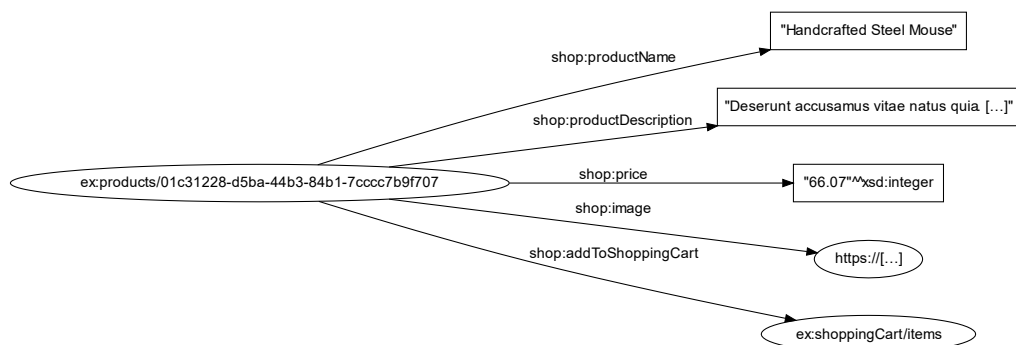 "Handcrafted Steel Mouse"
shop:productName
"Deserunt accusamus vitae natus quia. […]"
shop:productDescription
ex:products/01c31228-d5ba-44b3-84b1-7cccc7b9f707
shop:price
"66.07"^^xsd:integer
shop:image
https://[…]
shop:addToShoppingCart
ex:shoppingCart/items